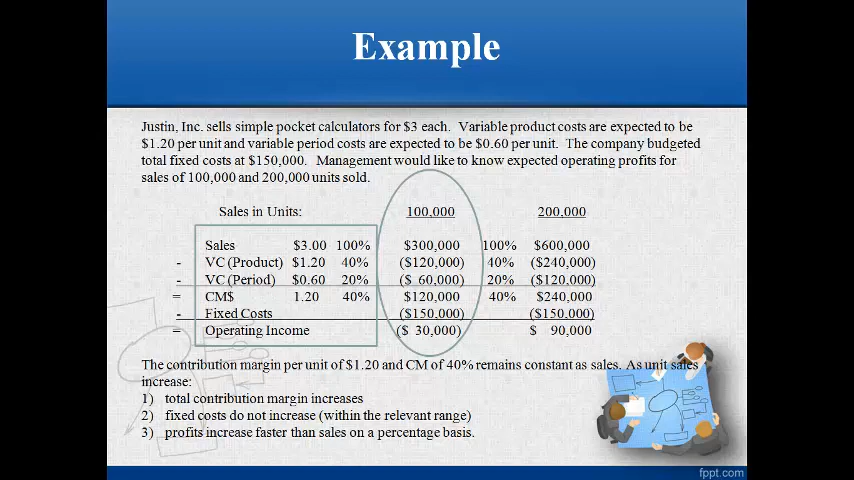 Example
Justin, Inc. sells simple pocket calculators for $3 each. Variable product costs are expected to be
$1.20 per unit and variable period costs are expected to be $0.60 per unit. The company budgeted
total fixed costs at $150,000. Management would like to know expected operating profits for
sales of 100,000 and 200,000 units sold.
Sales in Units: 100,000 200,000
Sales $3.00 100% $300,000 100% $600,000
- VC (Product) $1.20 40% ($120,000) 40% ($240,000)
- VC (Period) $0.60 20% ($ 60,000) 20% ($120,000)
= CM$ 1.20 40% $120,000 40% $240,000
- Fixed Costs ($150,000) ($150,000)
= Operating Income ($ 30,000) $ 90,000
The contribution margin per unit of $1.20 and CM of 40% remains constant as sales. As unit sales
increase:
1) total contribution margin increases
2) fixed costs do not increase (within the relevant range)
3) profits increase faster than sales on a percentage basis.
fppt.com